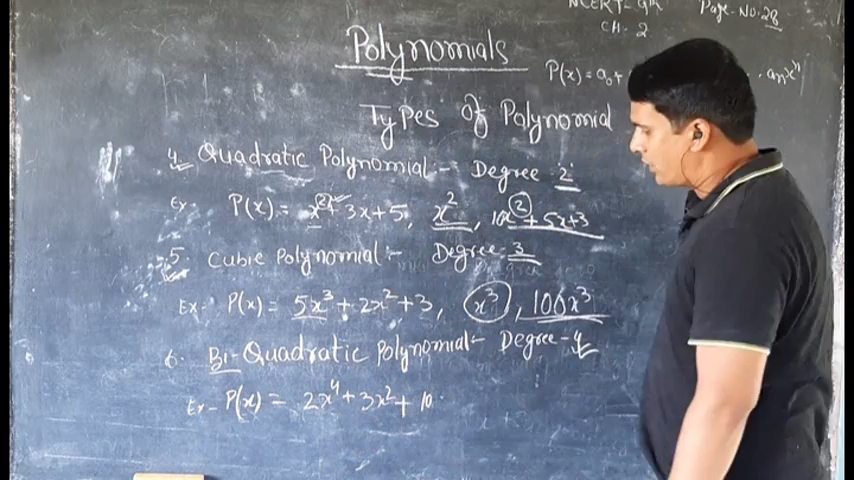 NCERT - 9th Page - No. 28
CH - 2
Polynomials
P(x) = a₀+ . . aₙxⁿ
Types Of Polynomial
4. Quadratic Polynomial :- Degree 2
Ex. P(x) = x² + 3x + 5, x², 10x² + 5x + 3
5. Cubic Polynomial :- Degree - 3
Ex:- P(x) = 5x³ + 2x² + 3, x³, 100x³
6. Bi-Quadratic Polynomial - Degree - 4
Ex - P(x) = 2x⁴ + 3x² + 10